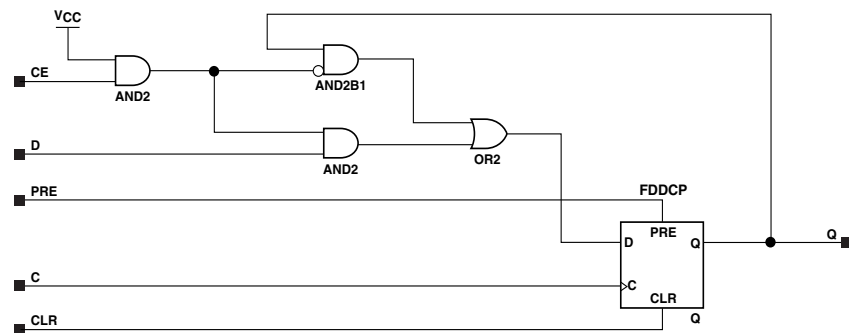 VCC
CE
AND2
AND2B1
D
AND2
OR2
PRE
FDDCP
D
PRE
Q
Q
C
C
CLR
CLR
Q